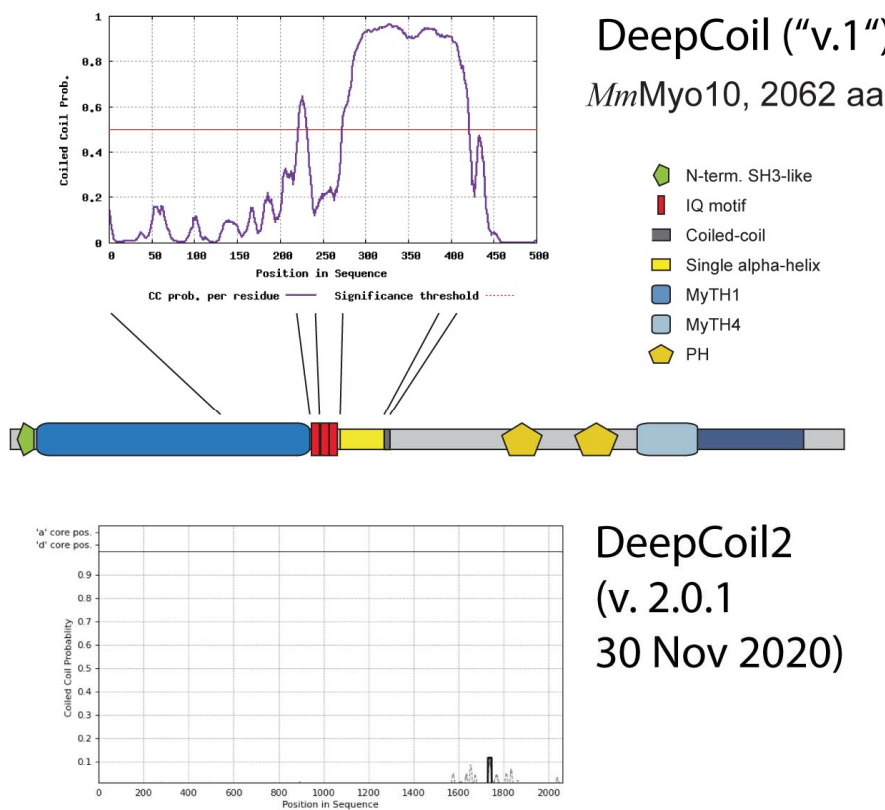 DeepCoil (“v.1“)
MmMyo10, 2062 aa
Coiled Coil Prob.
1
0.8
0.6
0.4
0.2
0
0 50 100 150 200 250 300 350 400 450 500
Position in Sequence
CC prob. per residue
Significance threshold
N-term. SH3-like
IQ motif
Coiled-coil
Single alpha-helix
MyTH1
MyTH4
PH
DeepCoil2
(v. 2.0.1
30 Nov 2020)
'a' core pos.
'd' core pos.
Coiled Coil Probablity
0.9
0.8
0.7
0.6
0.5
0.4
0.3
0.2
0.1
0 200 400 600 800 1000 1200 1400 1600 1800 2000
Position in Sequence